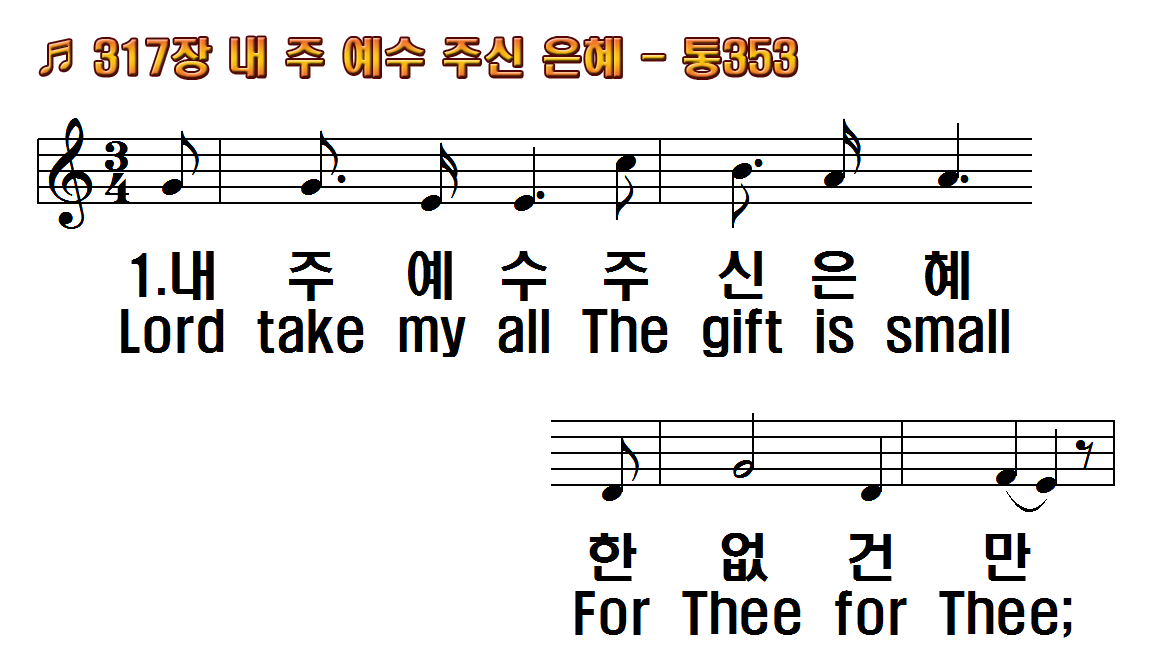 ♬ 317장 내 주 예수 주신 은혜 - 통353
1.내 주 예 수 주 신 은 혜
Lord take my all The gift is small
한 없 건 만
For Thee for Thee;